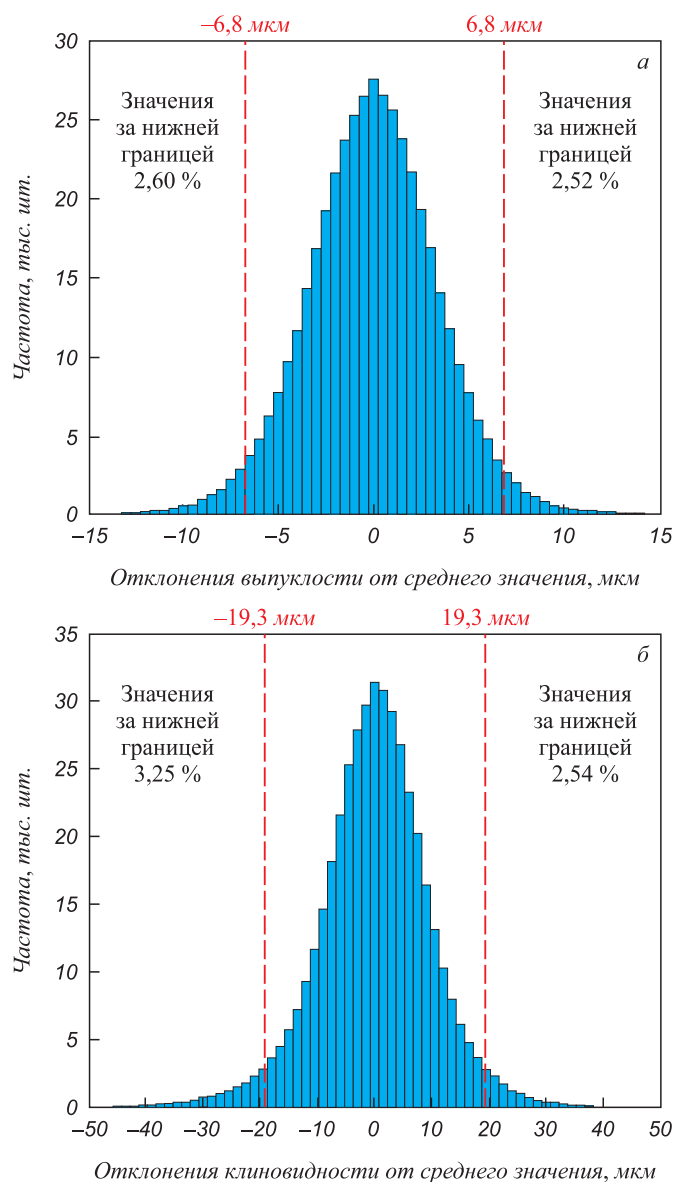 –6,8 мкм
6,8 мкм
а
Значения
за нижней
границей
2,60 %
Значения
за нижней
границей
2,52 %
Частота, тыс. шт.
30
25
20
15
10
5
0
–15
–10
–5
0
5
10
15
Отклонения выпуклости от среднего значения, мкм
–19,3 мкм
19,3 мкм
б
Значения
за нижней
границей
3,25 %
Значения
за нижней
границей
2,54 %
Частота, тыс. шт.
35
30
25
20
15
10
5
0
–50
–40
–30
–20
–10
0
10
20
30
40
50
Отклонения клиновидности от среднего значения, мкм